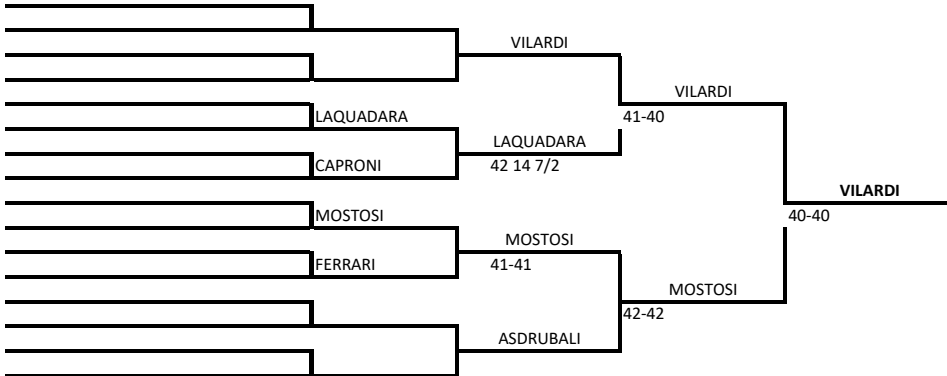 VILARDI
VILARDI
LAQUADARA
41-40
LAQUADARA
CAPRONI
42 14 7/2
VILARDI
MOSTOSI
40-40
MOSTOSI
FERRARI
41-41
MOSTOSI
42-42
ASDRUBALI